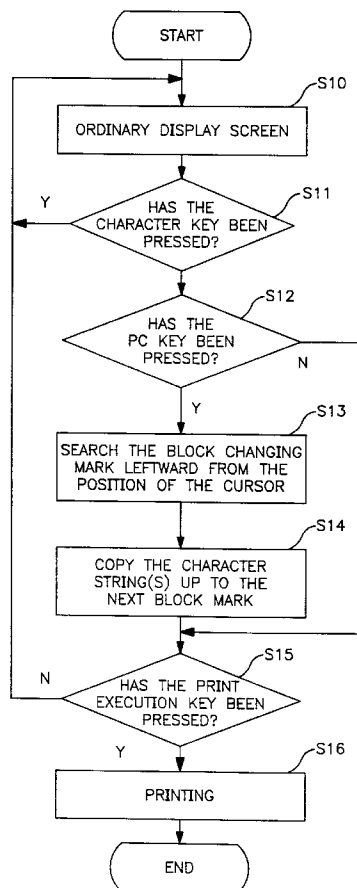 START
S10
ORDINARY DISPLAY SCREEN
S11
HAS THE
CHARACTER KEY BEEN
PRESSED?
Y
S12
HAS THE
PC KEY BEEN
PRESSED?
N
Y
S13
SEARCH THE BLOCK CHANGING
MARK LEFTWARD FROM THE
POSITION OF THE CURSOR
S14
COPY THE CHARACTER
STRING(S) UP TO THE
NEXT BLOCK MARK
S15
N
HAS THE PRINT
EXECUTION KEY BEEN
PRESSED?
Y
S16
PRINTING
END